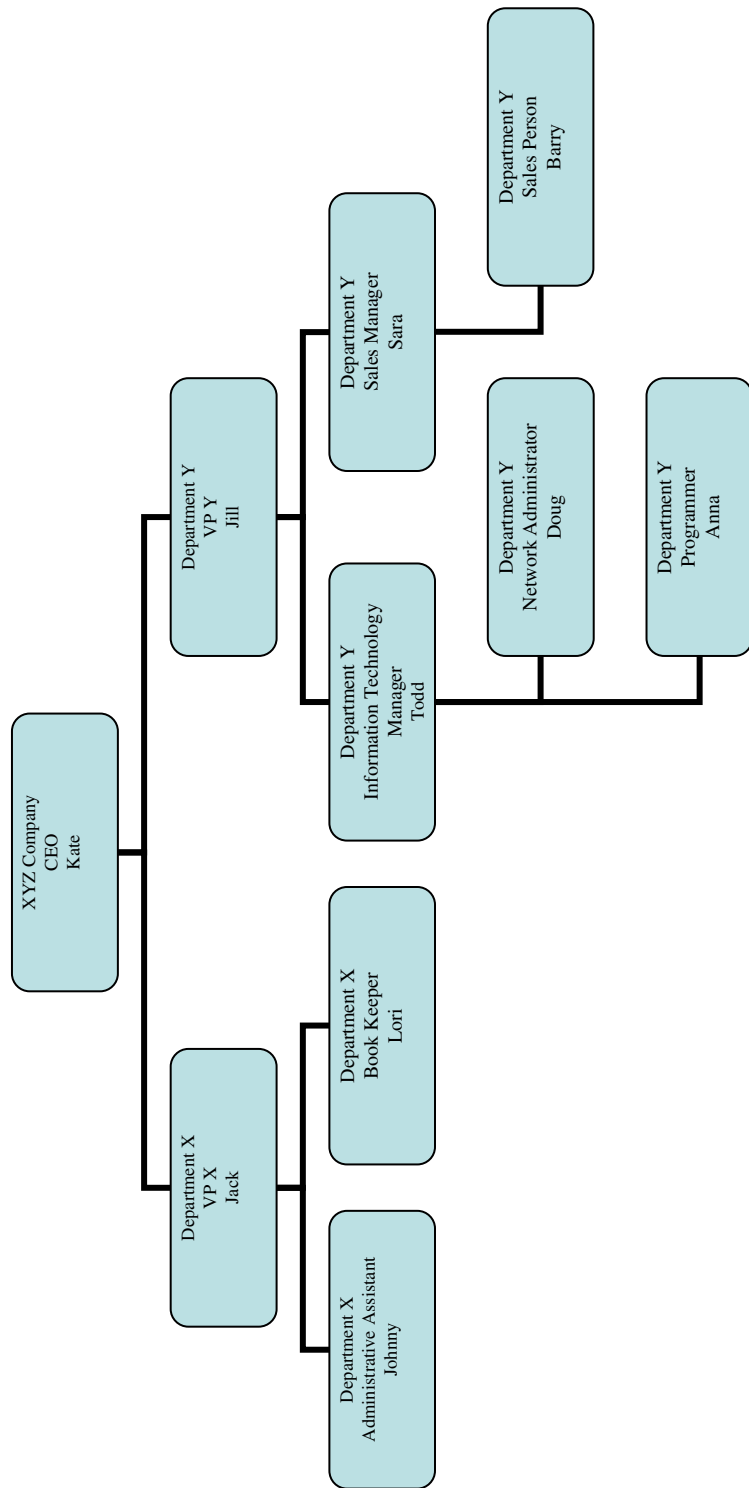 XYZ Company
CEO
Kate
Department X
VP X
Jack
Department Y
VP Y
Jill
Department X
Administrative Assistant
Johnny
Department X
Book Keeper
Lori
Department Y
Information Technology
Manager
Todd
Department Y
Sales Manager
Sara
Department Y
Network Administrator
Doug
Department Y
Sales Person
Barry
Department Y
Programmer
Anna